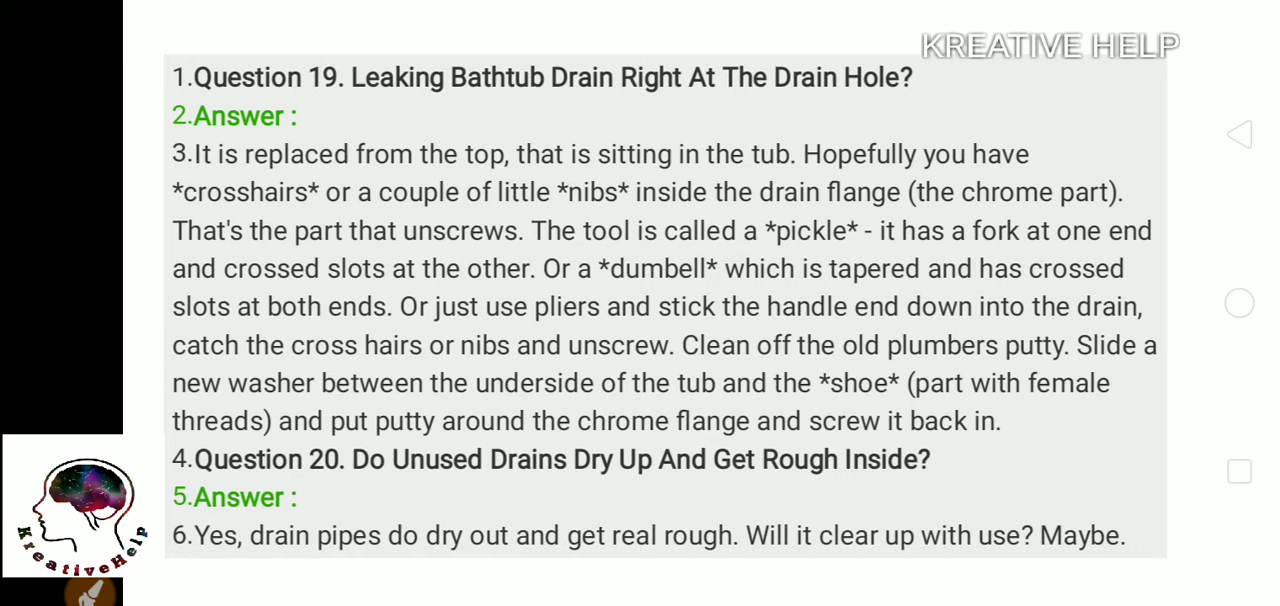 KREATIVE HELP
1.Question 19. Leaking Bathtub Drain Right At The Drain Hole?
2.Answer :
3.It is replaced from the top, that is sitting in the tub. Hopefully you have
*crosshairs* or a couple of little *nibs* inside the drain flange (the chrome part).
That's the part that unscrews. The tool is called a *pickle* - it has a fork at one end
and crossed slots at the other. Or a *dumbell* which is tapered and has crossed
slots at both ends. Or just use pliers and stick the handle end down into the drain,
catch the cross hairs or nibs and unscrew. Clean off the old plumbers putty. Slide a
new washer between the underside of the tub and the *shoe* (part with female
threads) and put putty around the chrome flange and screw it back in.
4.Question 20. Do Unused Drains Dry Up And Get Rough Inside?
5.Answer :
6.Yes, drain pipes do dry out and get real rough. Will it clear up with use? Maybe.
KreativeHelp